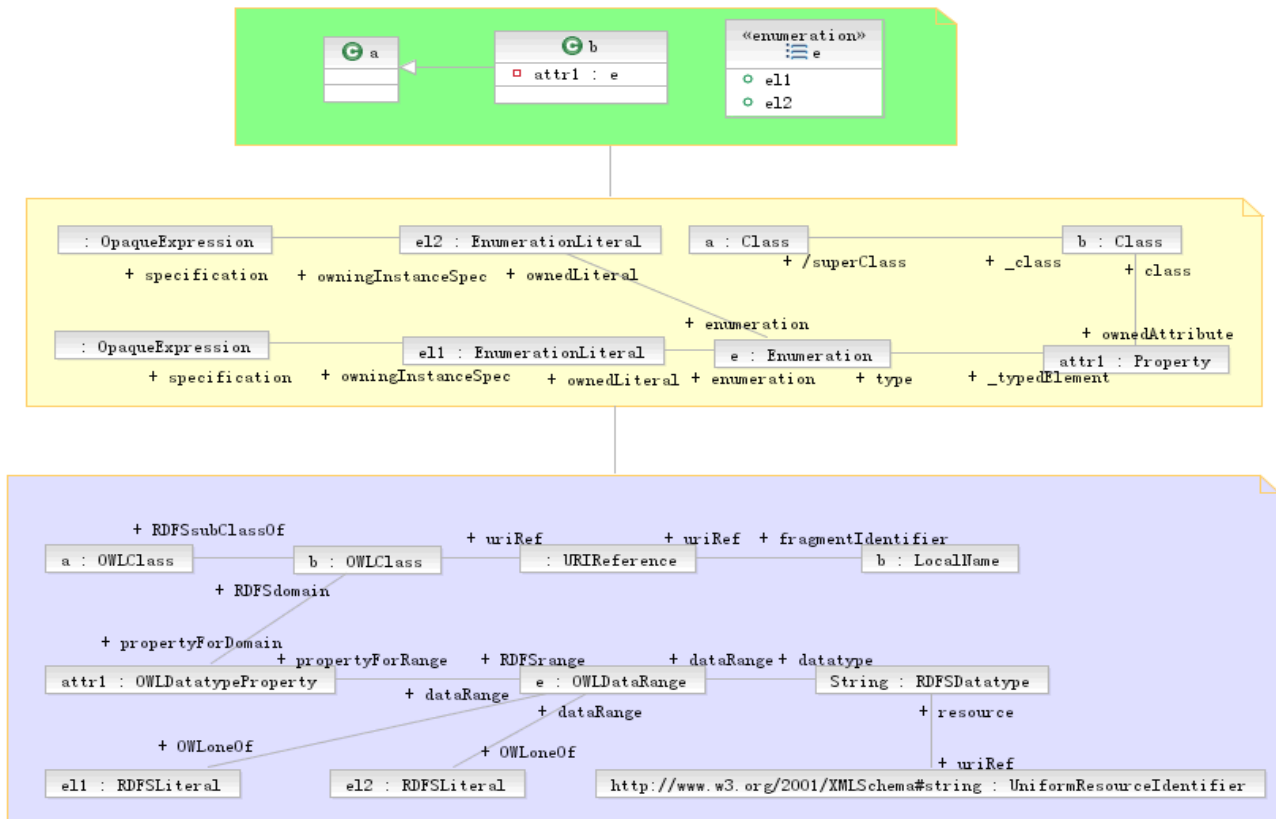 a
b
attr1 : e
«enumeration»
e
el1
el2
: OpaqueExpression
el2 : EnumerationLiteral
a : Class
b : Class
+ specification
+ owningInstanceSpec
+ ownedLiteral
+ /superClass
+ _class
+ class
+ enumeration
+ ownedAttribute
: OpaqueExpression
el1 : EnumerationLiteral
e : Enumeration
attr1 : Property
+ specification
+ owningInstanceSpec
+ ownedLiteral
+ enumeration
+ type
+ _typedElement
+ RDFSsubClassOf
+ uriRef
+ uriRef
+ fragmentIdentifier
a : OWLClass
b : OWLClass
: URIReference
b : LocalName
+ RDFSdomain
+ propertyForDomain
+ propertyForRange
+ RDFSrange
+ dataRange
+ datatype
attr1 : OWLDatatypeProperty
e : OWLDataRange
String : RDFSDatatype
+ dataRange
+ dataRange
+ resource
+ OWLoneOf
+ OWLoneOf
+ uriRef
el1 : RDFSLiteral
el2 : RDFSLiteral
http://www.w3.org/2001/XMLSchema#string : UniformResourceIdentifier